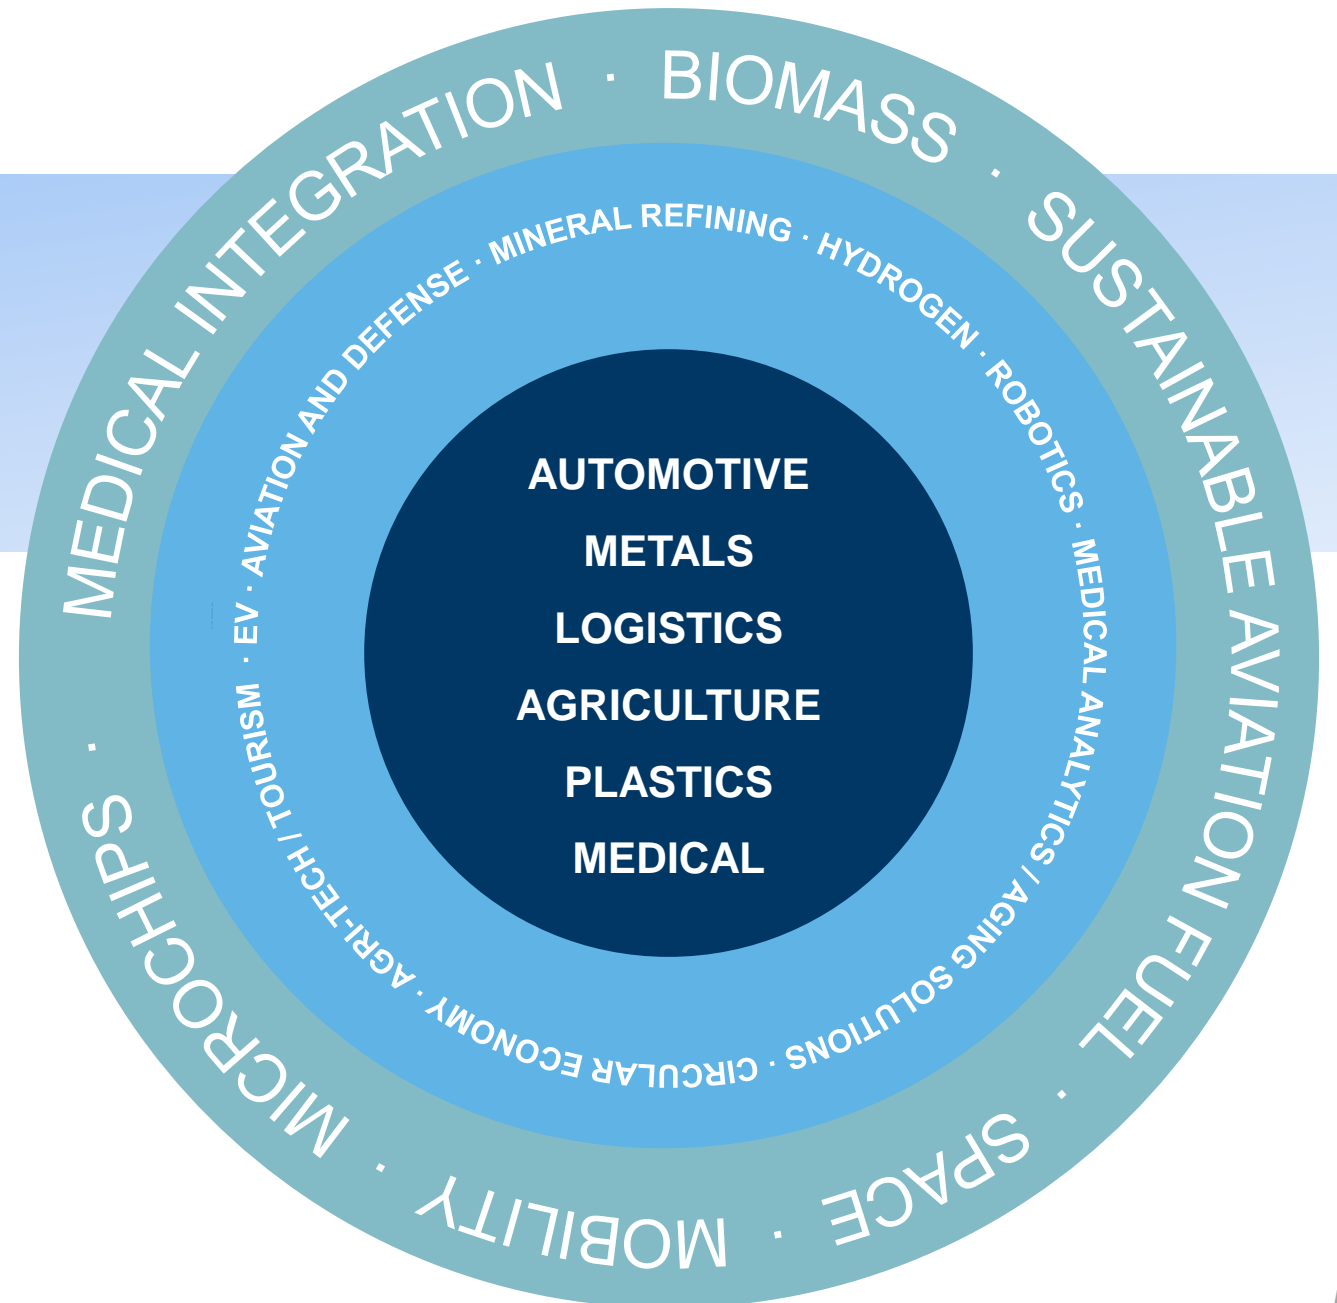 MEDICAL INTEGRATION · BIOMASS · SUSTAINABLE AVIATION FUEL · SPACE · MOBILITY · MICROCHIPS ·
EV · AVIATION AND DEFENSE · MINERAL REFINING · HYDROGEN · ROBOTICS · MEDICAL ANALYTICS / AGING SOLUTIONS · CIRCULAR ECONOMY · AGRI-TECH / TOURISM ·
AUTOMOTIVE
METALS
LOGISTICS
AGRICULTURE
PLASTICS
MEDICAL